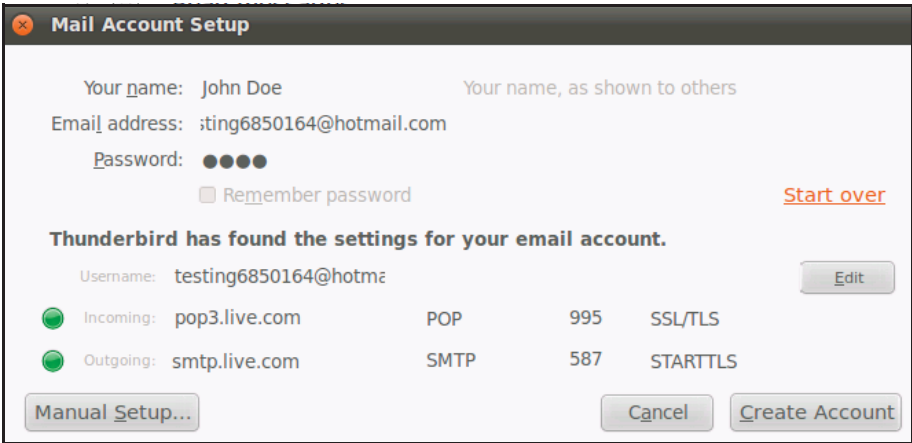 Mail Account Setup
Your name: John Doe Your name, as shown to others
Email address: sting6850164@hotmail.com
Password: ●●●●
Remember password Start over
Thunderbird has found the settings for your email account.
Username: testing6850164@hotma Edit
Incoming: pop3.live.com POP 995 SSL/TLS
Outgoing: smtp.live.com SMTP 587 STARTTLS
Manual Setup... Cancel Create Account